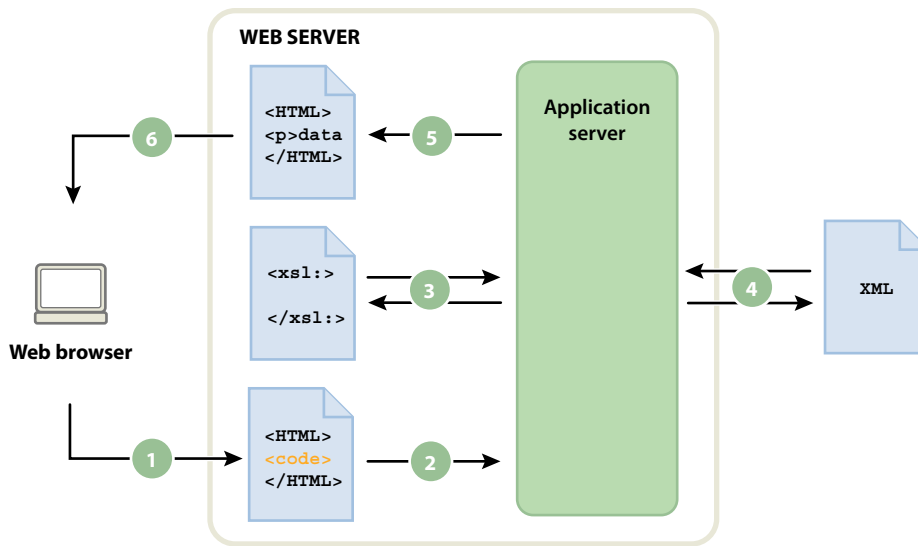 WEB SERVER
<HTML>
<p>data
</HTML>
6
5
Application
server
<xsl:>
</xsl:>
3
4
XML
Web browser
1
<HTML>
<code>
</HTML>
2